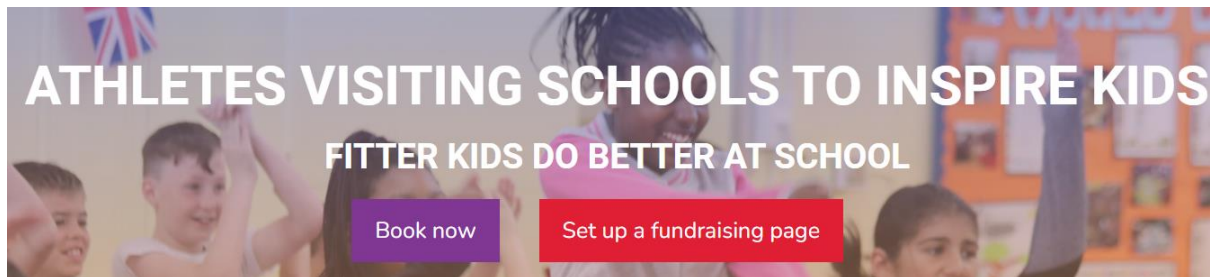 ATHLETES VISITING SCHOOLS TO INSPIRE KIDS
FITTER KIDS DO BETTER AT SCHOOL
Book now
Set up a fundraising page